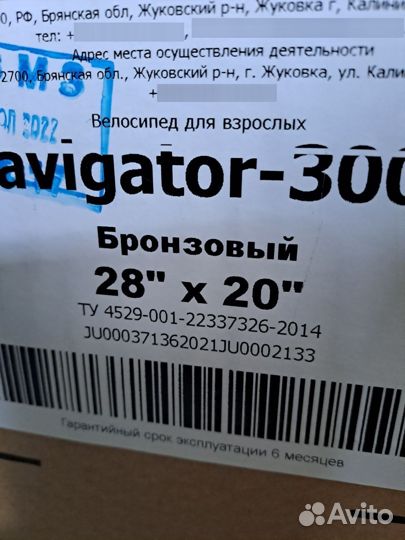 0, РФ, Брянская обл, Жуковский р-н, Жуковка г, Калини
тел: +
Адрес места осуществления деятельности
2700, Брянская обл., Жуковский р-н, г. Жуковка, ул. Кали
+
2022
Велосипед для взрослых
avigator-300
Бронзовый
28" x 20"
ТУ 4529-001-22337326-2014
JU000371362021JU0002133
Гарантийный срок эксплуатации 6 месяцев
Avito